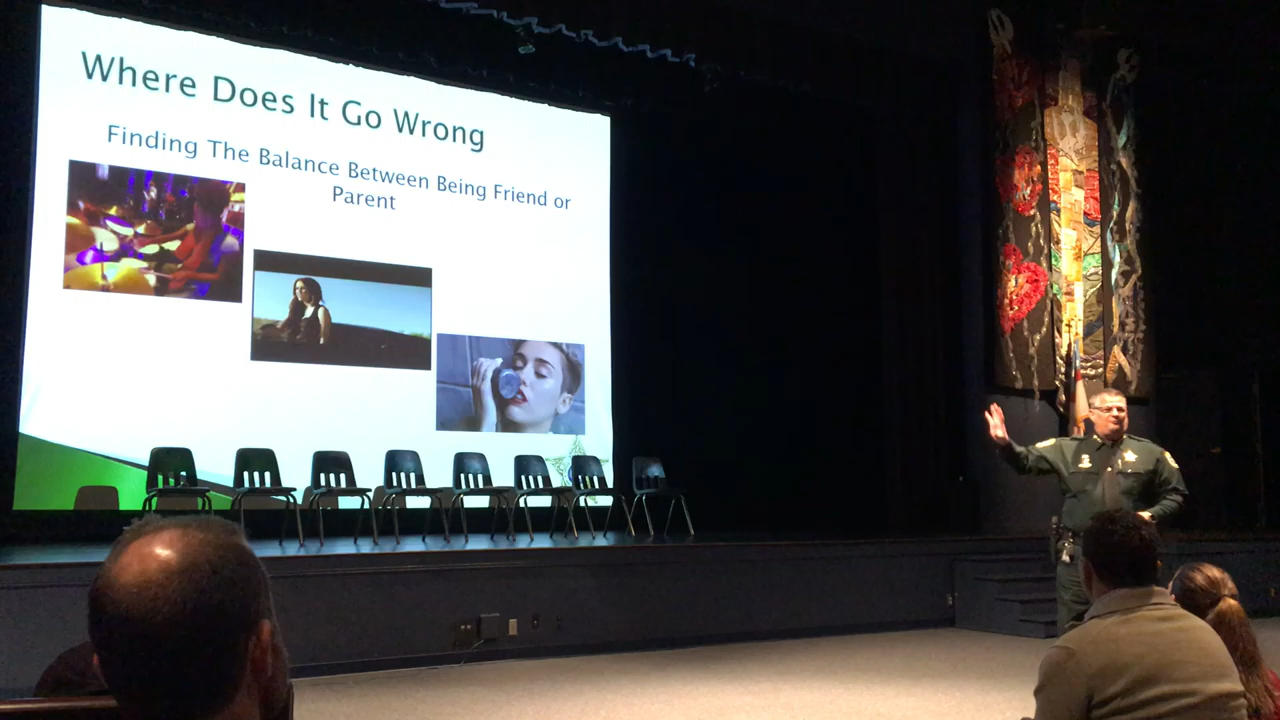 Where Does It Go Wrong
Finding The Balance Between Being Friend or
Parent